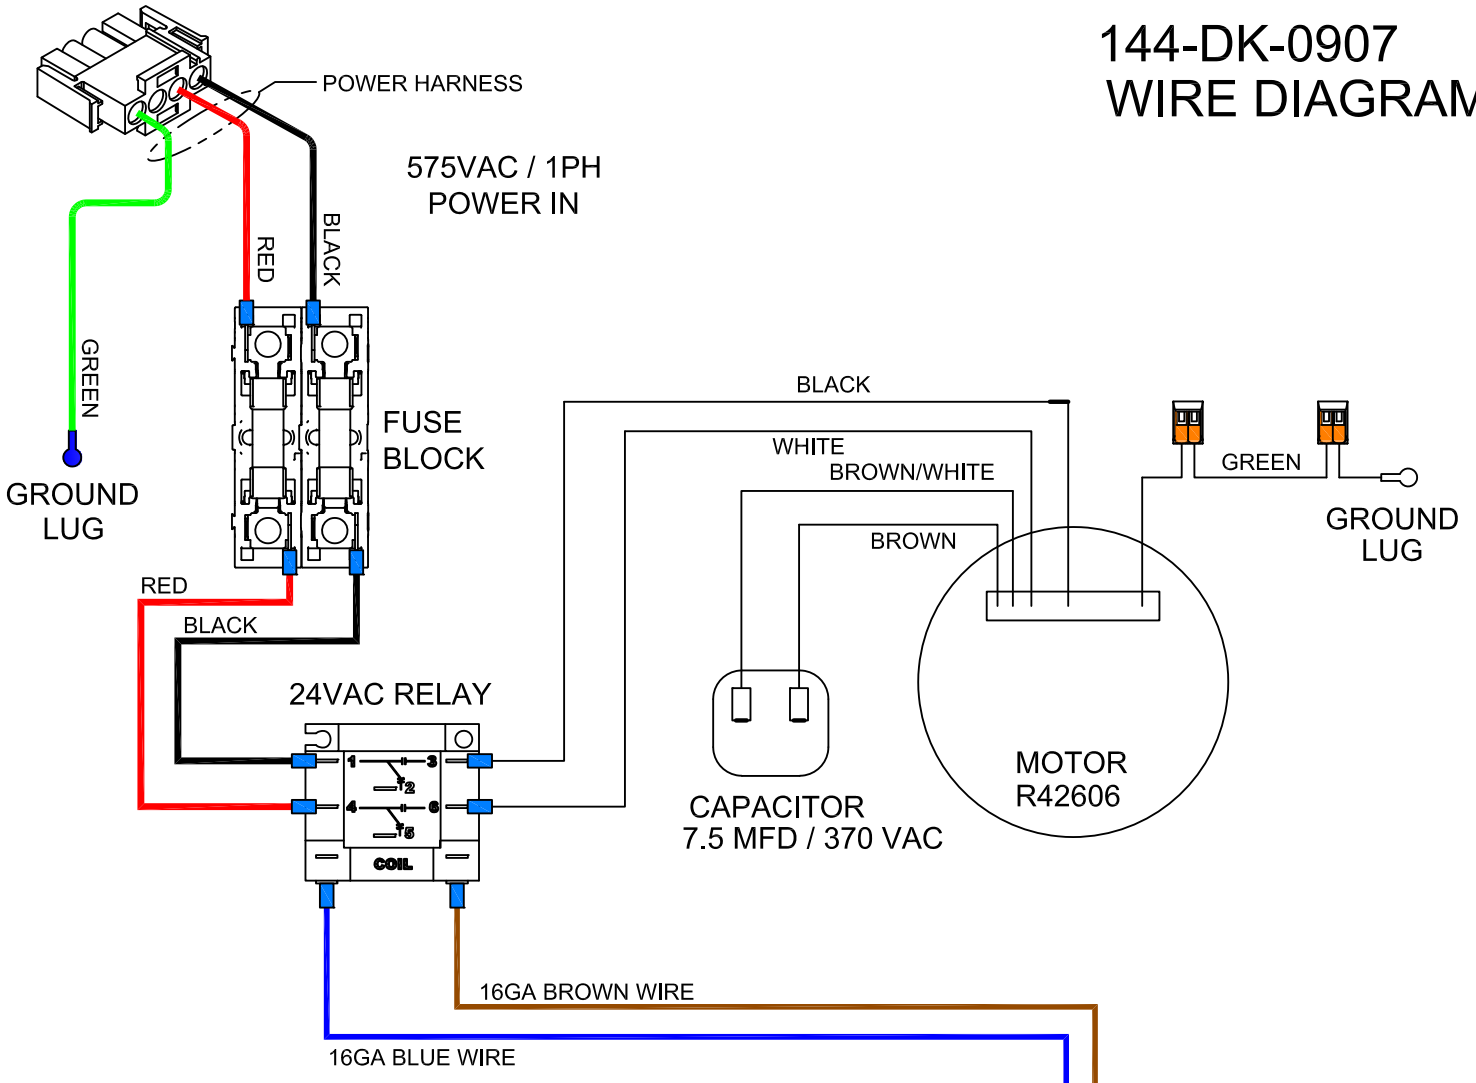 144-DK-0907
WIRE DIAGRAM
POWER HARNESS
575VAC / 1PH
POWER IN
RED
BLACK
GREEN
FUSE
BLOCK
GROUND
LUG
BLACK
WHITE
BROWN/WHITE
BROWN
GREEN
GROUND
LUG
RED
BLACK
24VAC RELAY
1
3
2
4
6
5
COIL
CAPACITOR
7.5 MFD / 370 VAC
MOTOR
R42606
16GA BROWN WIRE
16GA BLUE WIRE